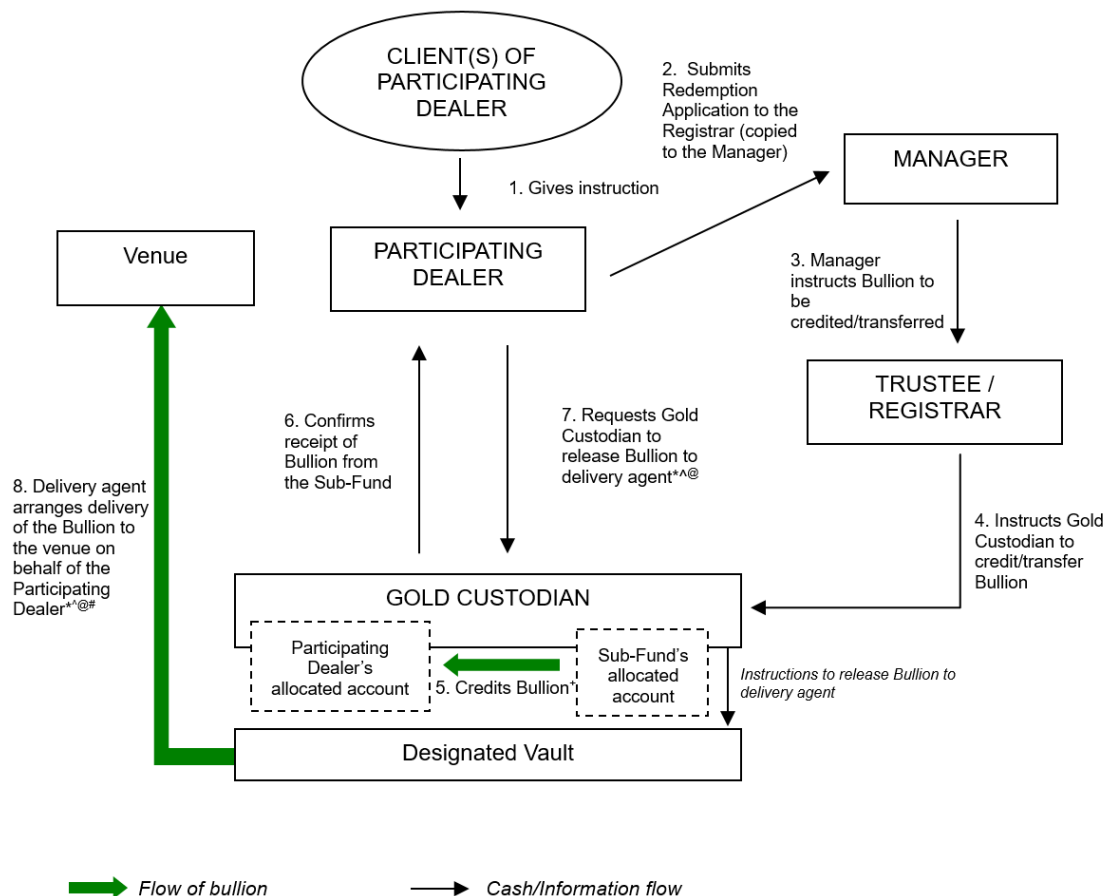 CLIENT(S) OF
PARTICIPATING
DEALER
2. Submits
Redemption
Application to the
Registrar (copied
to the Manager)
MANAGER
1. Gives instruction
Venue
PARTICIPATING
DEALER
3. Manager
instructs Bullion to
be
credited/transferred
TRUSTEE /
REGISTRAR
6. Confirms
receipt of
Bullion from
the Sub-Fund
7. Requests Gold
Custodian to
release Bullion to
delivery agent*^@
8. Delivery agent
arranges delivery
of the Bullion to
the venue on
behalf of the
Participating
Dealer*^@#
4. Instructs Gold
Custodian to
credit/transfer
Bullion
GOLD CUSTODIAN
Participating
Dealer's
allocated account
5. Credits Bullion+
Sub-Fund's
allocated
account
Instructions to release Bullion to
delivery agent
Designated Vault
Flow of bullion
Cash/Information flow